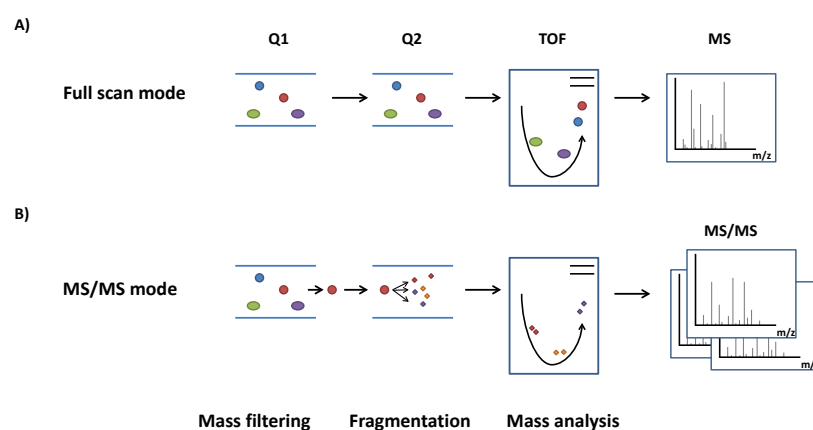 A)
Q1
Q2
TOF
MS
Full scan mode
m/z
B)
MS/MS
MS/MS mode
m/z
m/
Mass filtering
Fragmentation
Mass analysis